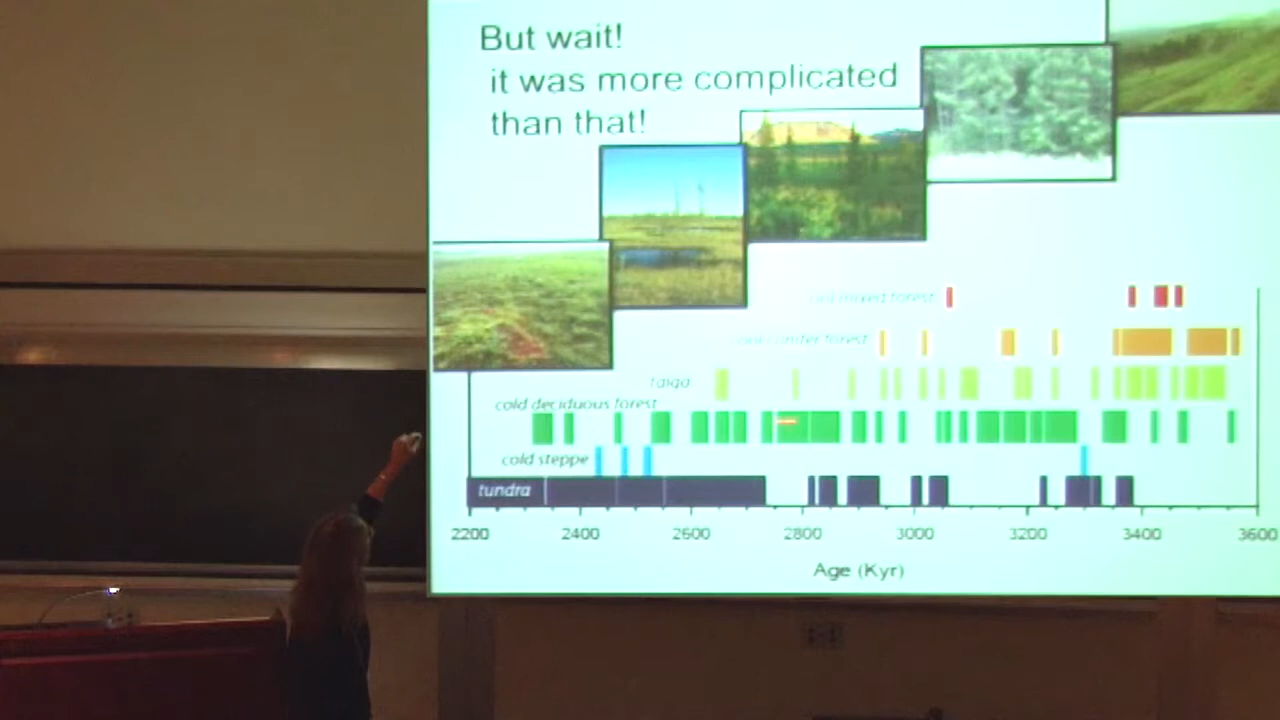 But wait!
it was more complicated
than that!
cool mixed forest
cool conifer forest
taiga
cold deciduous forest
cold steppe
tundra
2200 2400 2600 2800 3000 3200 3400 3600
Age (Kyr)